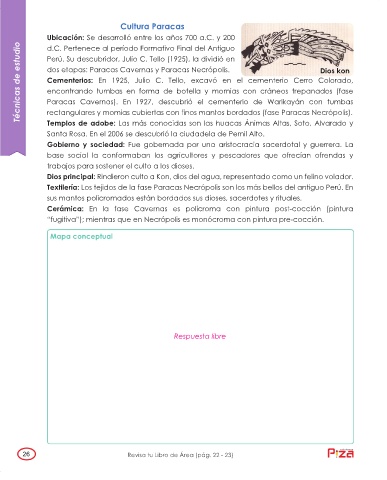 Cultura Paracas
Ubicación: Se desarrolló entre los años 700 a.C. y 200
d.C. Pertenece al período Formativo Final del Antiguo
Perú. Su descubridor, Julio C. Tello (1925), la dividió en
dos etapas: Paracas Cavernas y Paracas Necrópolis.
Dios kon
Cementerios: En 1925, Julio C. Tello, excavó en el cementerio Cerro Colorado,
encontrando tumbas en forma de botella y momias con cráneos trepanados (fase
Paracas Cavernas). En 1927, descubrió el cementerio de Warikayán con tumbas
rectangulares y momias cubiertas con finos mantos bordados (fase Paracas Necrópolis).
Templos de adobe: Las más conocidas son las huacas Ánimas Altas, Soto, Alvarado y
Santa Rosa. En el 2006 se descubrió la ciudadela de Pernil Alto.
Gobierno y sociedad: Fue gobernada por una aristocracia sacerdotal y guerrera. La
base social la conformaban los agricultores y pescadores que ofrecían ofrendas y
trabajos para sostener el culto a los dioses.
Dios principal: Rindieron culto a Kon, dios del agua, representado como un felino volador.
Textilería: Los tejidos de la fase Paracas Necrópolis son los más bellos del antiguo Perú. En
sus mantos policromados están bordados sus dioses, sacerdotes y rituales.
Cerámica: En la fase Cavernas es policroma con pintura post-cocción (pintura
"fugitiva"); mientras que en Necrópolis es monócroma con pintura pre-cocción.
Técnicas de estudio
Mapa conceptual
Respuesta libre
26
Revisa tu Libro de Área (pág. 22 - 23)